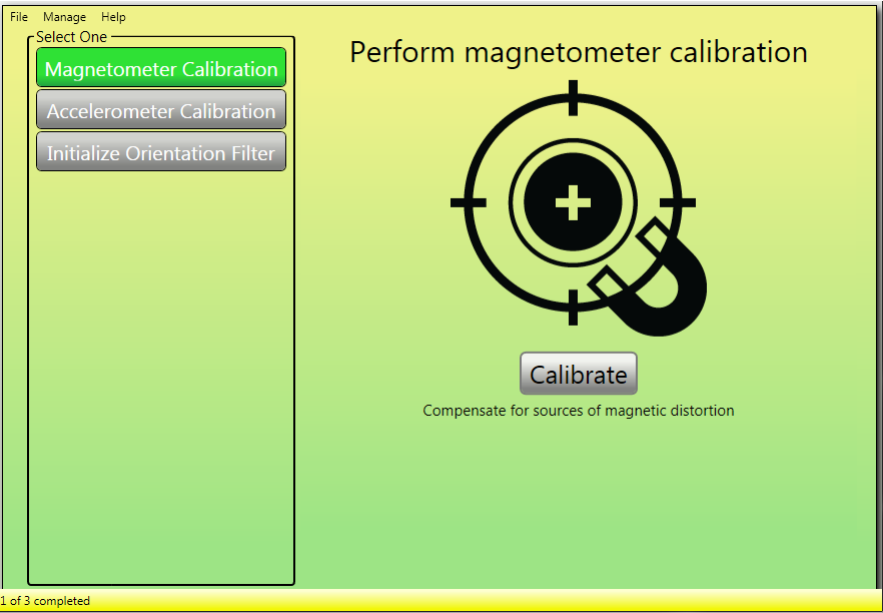 File Manage Help
Select One
Magnetometer Calibration
Accelerometer Calibration
Initialize Orientation Filter
Perform magnetometer calibration
Calibrate
Compensate for sources of magnetic distortion
1 of 3 completed